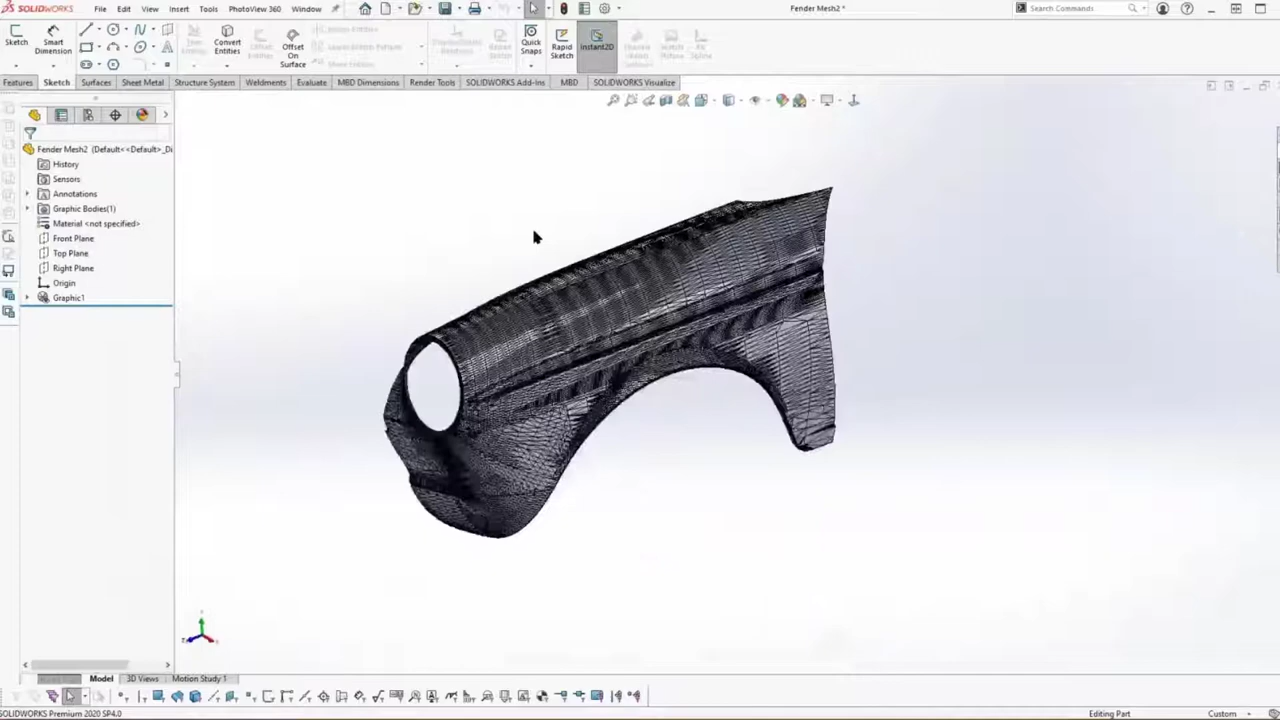 SOLIDWORKS File Edit View Insert Tools PhotoView 360 Window Fender Mesh2 * Search Commands
Sketch
Smart Dimension
Convert Entities
Offset On Surface
Quick Snaps
Rapid Sketch
Instant2D
Features Sketch Surfaces Sheet Metal Structure System Weldments Evaluate MBD Dimensions Render Tools SOLIDWORKS Add-Ins MBD SOLIDWORKS Visualize
Fender Mesh2 (Default<<Default>_Di
History
Sensors
Annotations
Graphic Bodies(1)
Material <not specified>
Front Plane
Top Plane
Right Plane
Origin
Graphic1
Model 3D Views Motion Study 1
SOLIDWORKS Premium 2020 SP4.0 Editing Part Custom